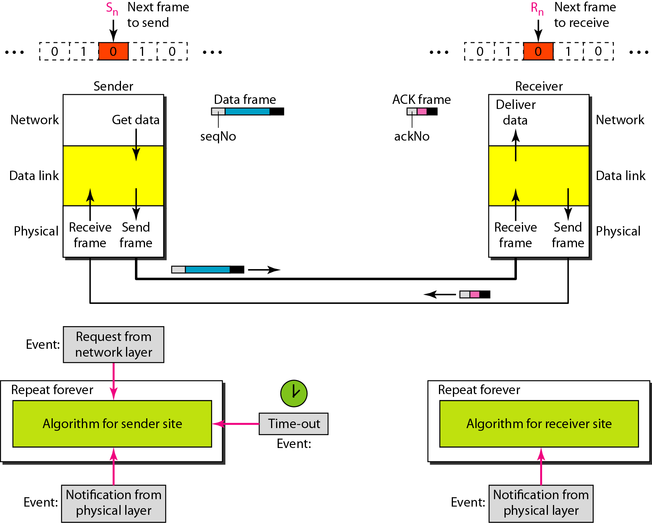 Sn Next frame
to send
Rn Next frame
to receive
••• 0 1 0 1 0 •••
••• 0 1 0 1 0 •••
Sender
Receiver
Data frame
seqNo
ACK frame
ackNo
Network
Get data
Deliver
data
Network
Data link
Data link
Physical
Receive
frame
Send
frame
Receive
frame
Send
frame
Physical
Event:
Request from
network layer
Repeat forever
Algorithm for sender site
Time-out
Event:
Event:
Notification from
physical layer
Repeat forever
Algorithm for receiver site
Event:
Notification from
physical layer